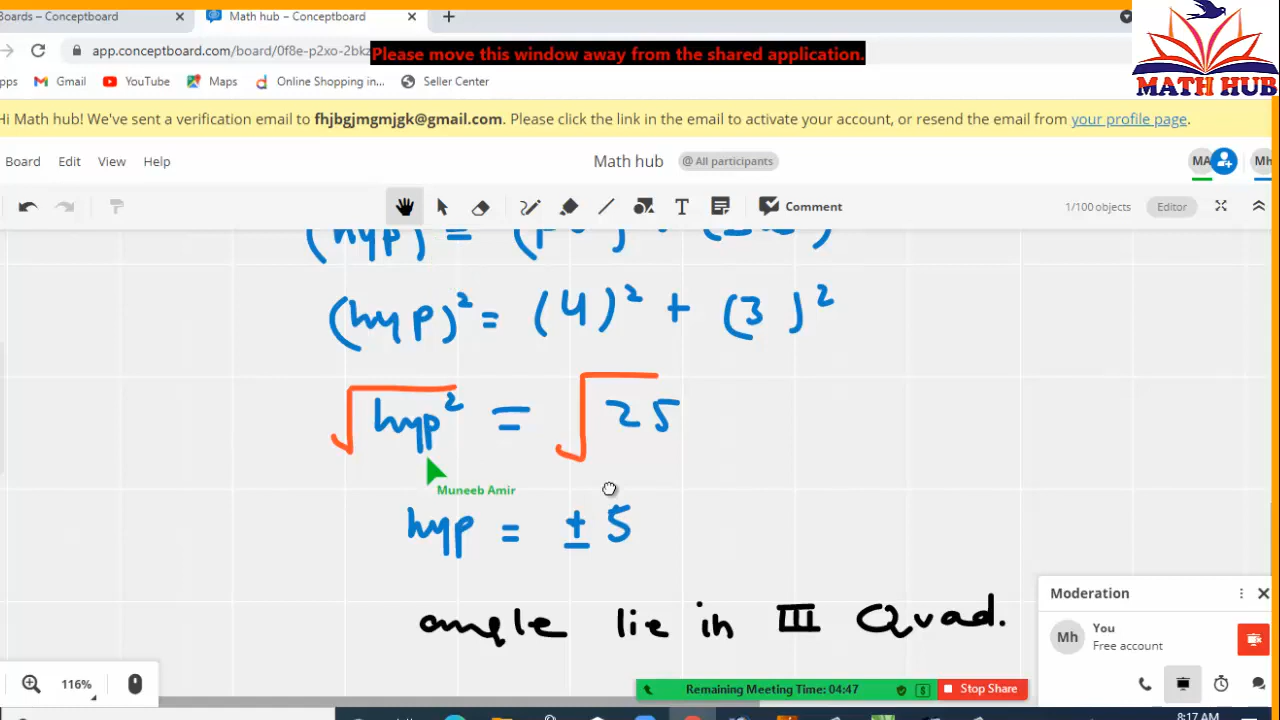 Boards – Conceptboard
Math hub – Conceptboard
app.conceptboard.com/board/0f8e-p2xo-2bkz
Please move this window away from the shared application.
MATH HUB
Gmail
YouTube
Maps
Online Shopping in...
Seller Center
Hi Math hub! We've sent a verification email to fhjbgjmgmjgk@gmail.com. Please click the link in the email to activate your account, or resend the email from your profile page.
Board Edit View Help
Math hub
@ All participants
MA
Mh
T
Comment
1/100 objects
Editor
(hyp)² = (4)² + (3)²
√hyp² = √25
Muneeb Amir
hyp = ± 5
angle lie in III Quad.
Moderation
Mh
You
Free account
116%
Remaining Meeting Time: 04:47
Stop Share
8:17 AM